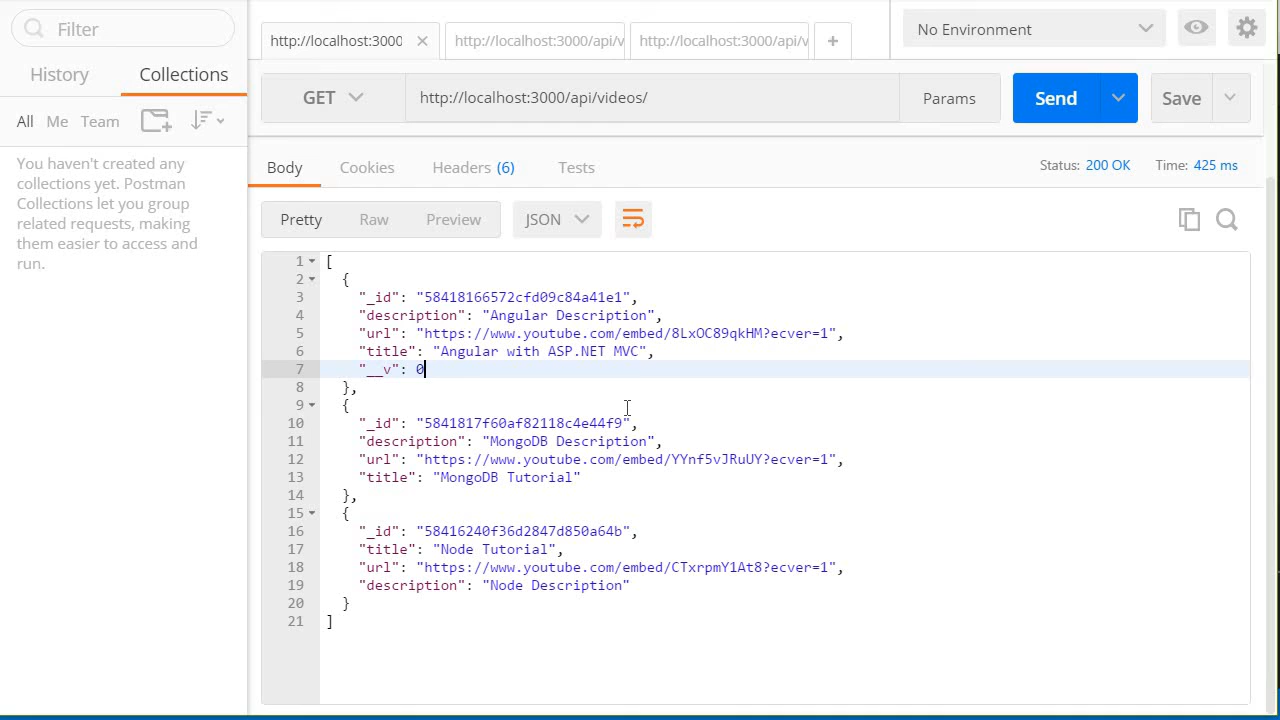 Filter
History
Collections
All Me Team
You haven't created any
collections yet. Postman
Collections let you group
related requests, making
them easier to access and
run.
http://localhost:3000
http://localhost:3000/api/v
http://localhost:3000/api/v
No Environment
GET
http://localhost:3000/api/videos/
Params
Send
Save
Body
Cookies
Headers (6)
Tests
Status: 200 OK
Time: 425 ms
Pretty
Raw
Preview
JSON
1 [
2 {
3 "_id": "58418166572cfd09c84a41e1",
4 "description": "Angular Description",
5 "url": "https://www.youtube.com/embed/8LxOC89qkHM?ecver=1",
6 "title": "Angular with ASP.NET MVC",
7 "__v": 0
8 },
9 {
10 "_id": "5841817f60af82118c4e44f9",
11 "description": "MongoDB Description",
12 "url": "https://www.youtube.com/embed/YYnf5vJRuUY?ecver=1",
13 "title": "MongoDB Tutorial"
14 },
15 {
16 "_id": "58416240f36d2847d850a64b",
17 "title": "Node Tutorial",
18 "url": "https://www.youtube.com/embed/CTxrpmY1At8?ecver=1",
19 "description": "Node Description"
20 }
21 ]